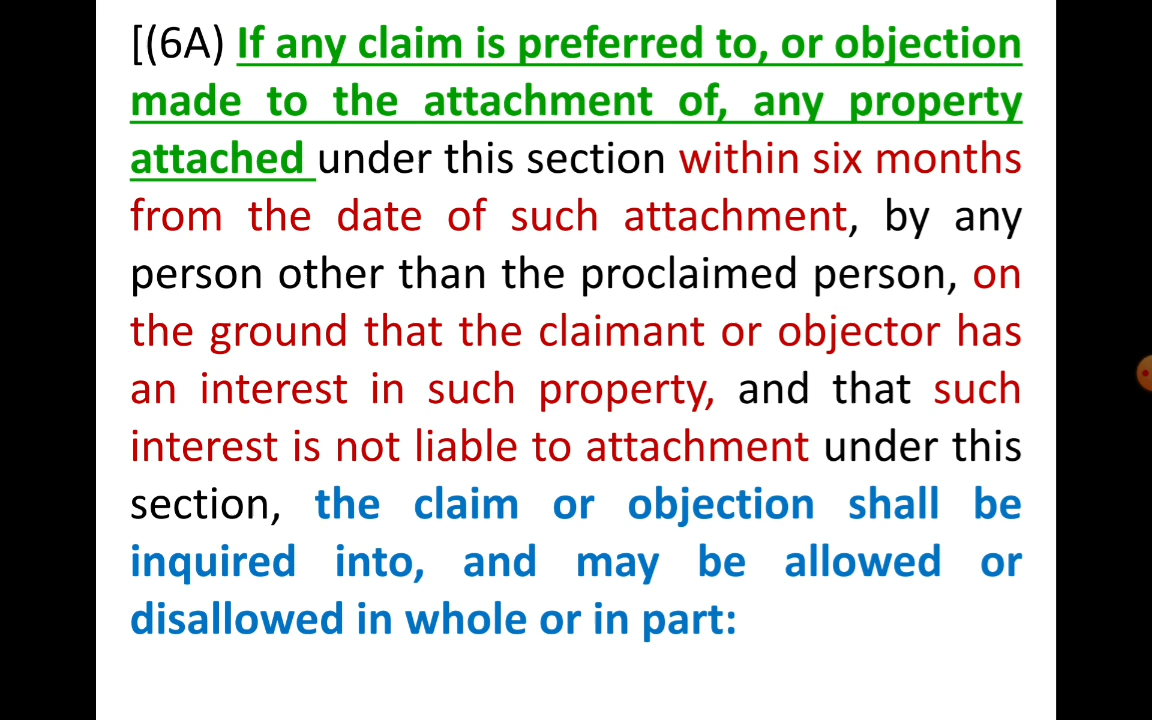 [(6A) If any claim is preferred to, or objection
made to the attachment of, any property
attached under this section within six months
from the date of such attachment, by any
person other than the proclaimed person, on
the ground that the claimant or objector has
an interest in such property, and that such
interest is not liable to attachment under this
section, the claim or objection shall be
inquired into, and may be allowed or
disallowed in whole or in part: